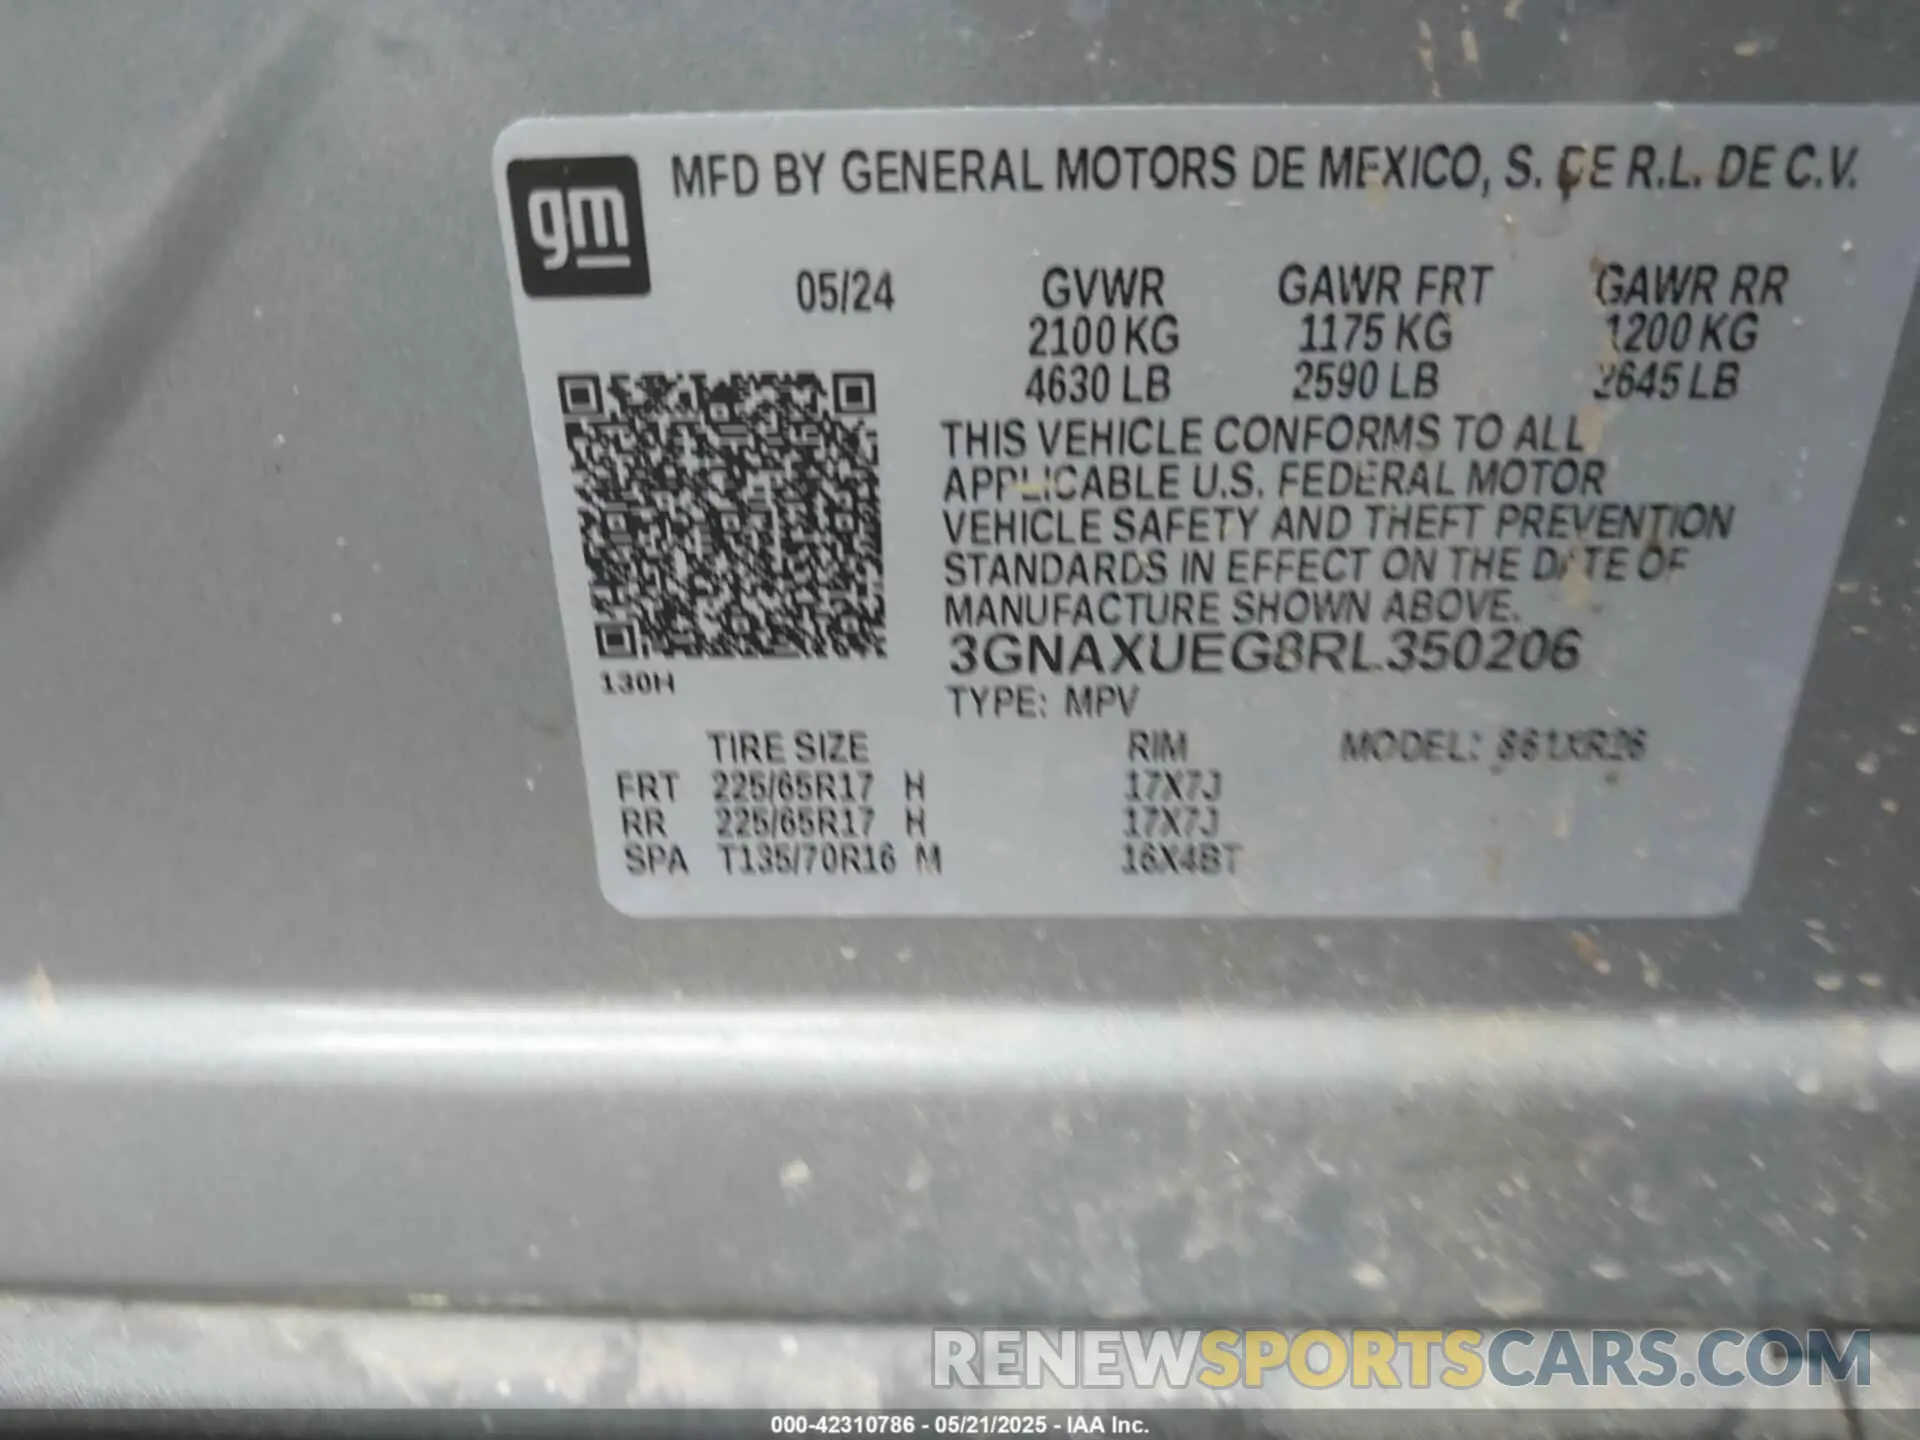 gm
MFD BY GENERAL MOTORS DE MEXICO, S. DE R.L. DE C.V.
05/24 GVWR GAWR FRT GAWR RR
2100 KG 1175 KG 1200 KG
4630 LB 2590 LB 2645 LB
THIS VEHICLE CONFORMS TO ALL
APPLICABLE U.S. FEDERAL MOTOR
VEHICLE SAFETY AND THEFT PREVENTION
STANDARDS IN EFFECT ON THE DATE OF
MANUFACTURE SHOWN ABOVE.
3GNAXUEG8RL350206
130H
TYPE: MPV
TIRE SIZE RIM MODEL: 
FRT 225/65R17 H 17X7J
RR 225/65R17 H 17X7J
SPA T135/70R16 M 16X4BT
RENEWSPORTSCARS.COM
000-42310786 - 05/21/2025 - IAA Inc.